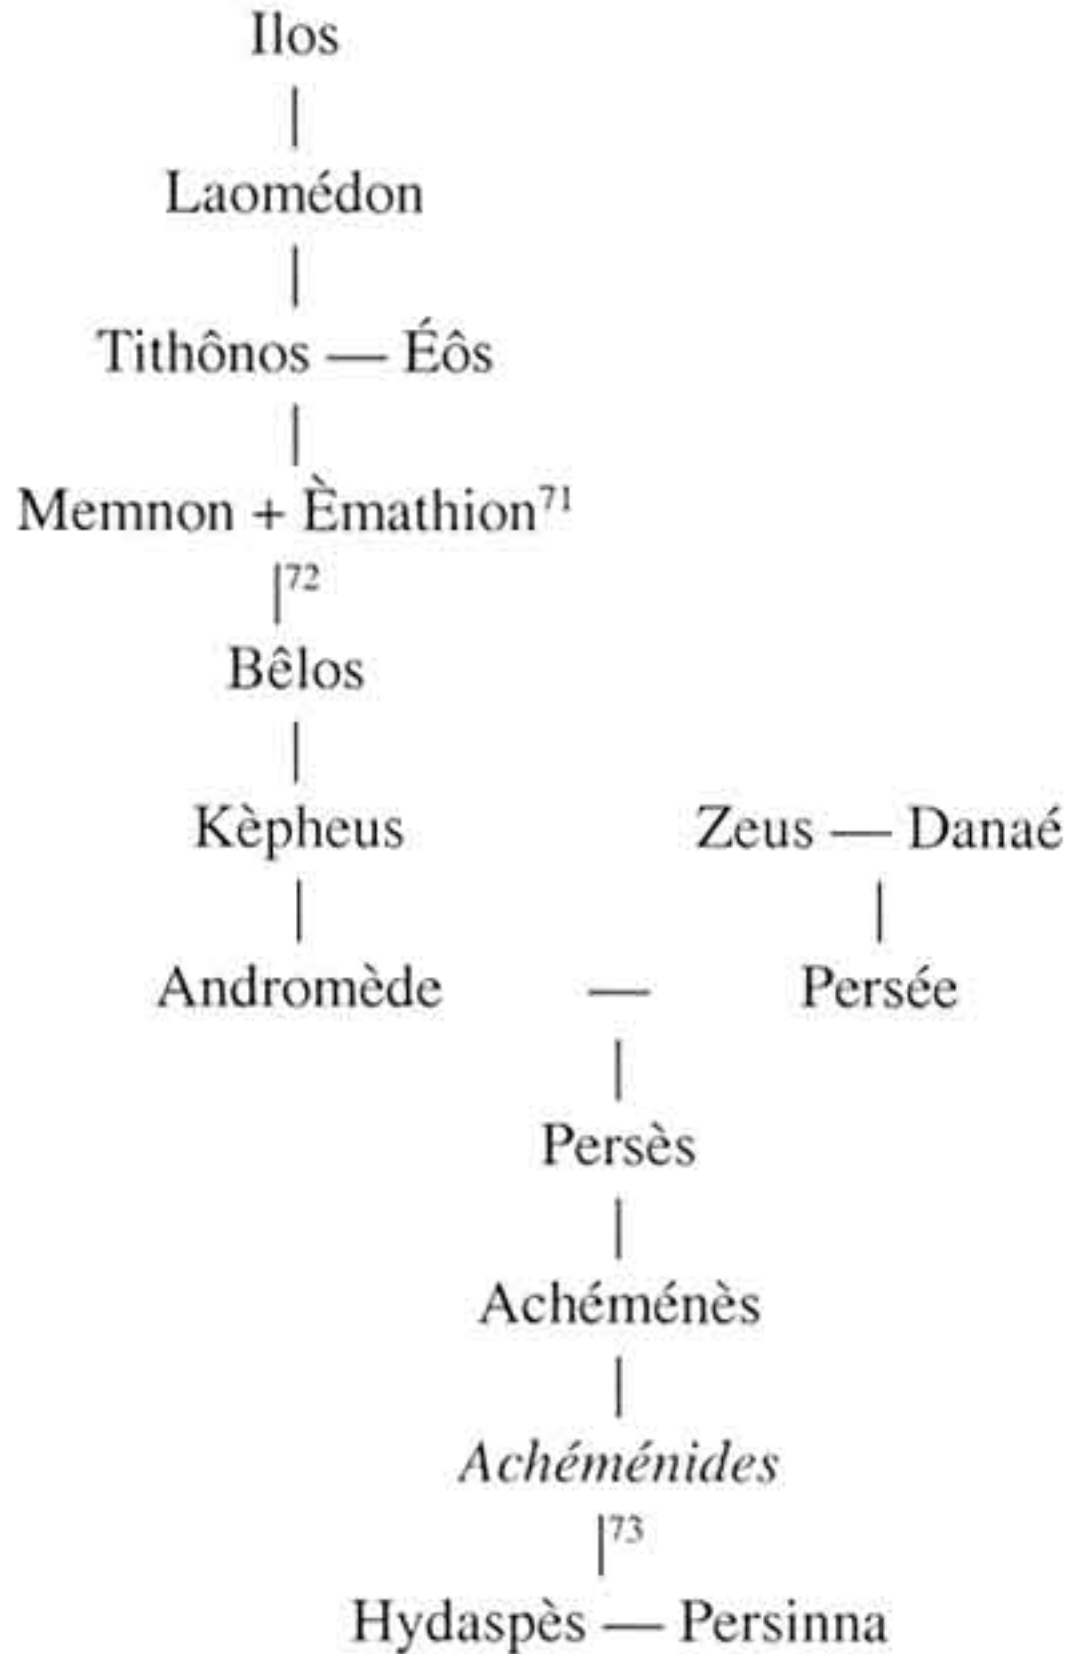 Ilos
Laomédon
Tithônos — Éôs
Memnon + Èmathion⁷¹
72
Bêlos
Kèpheus Zeus — Danaé
Andromède — Persée
Persès
Achéménès
Achéménides
73
Hydaspès — Persinna